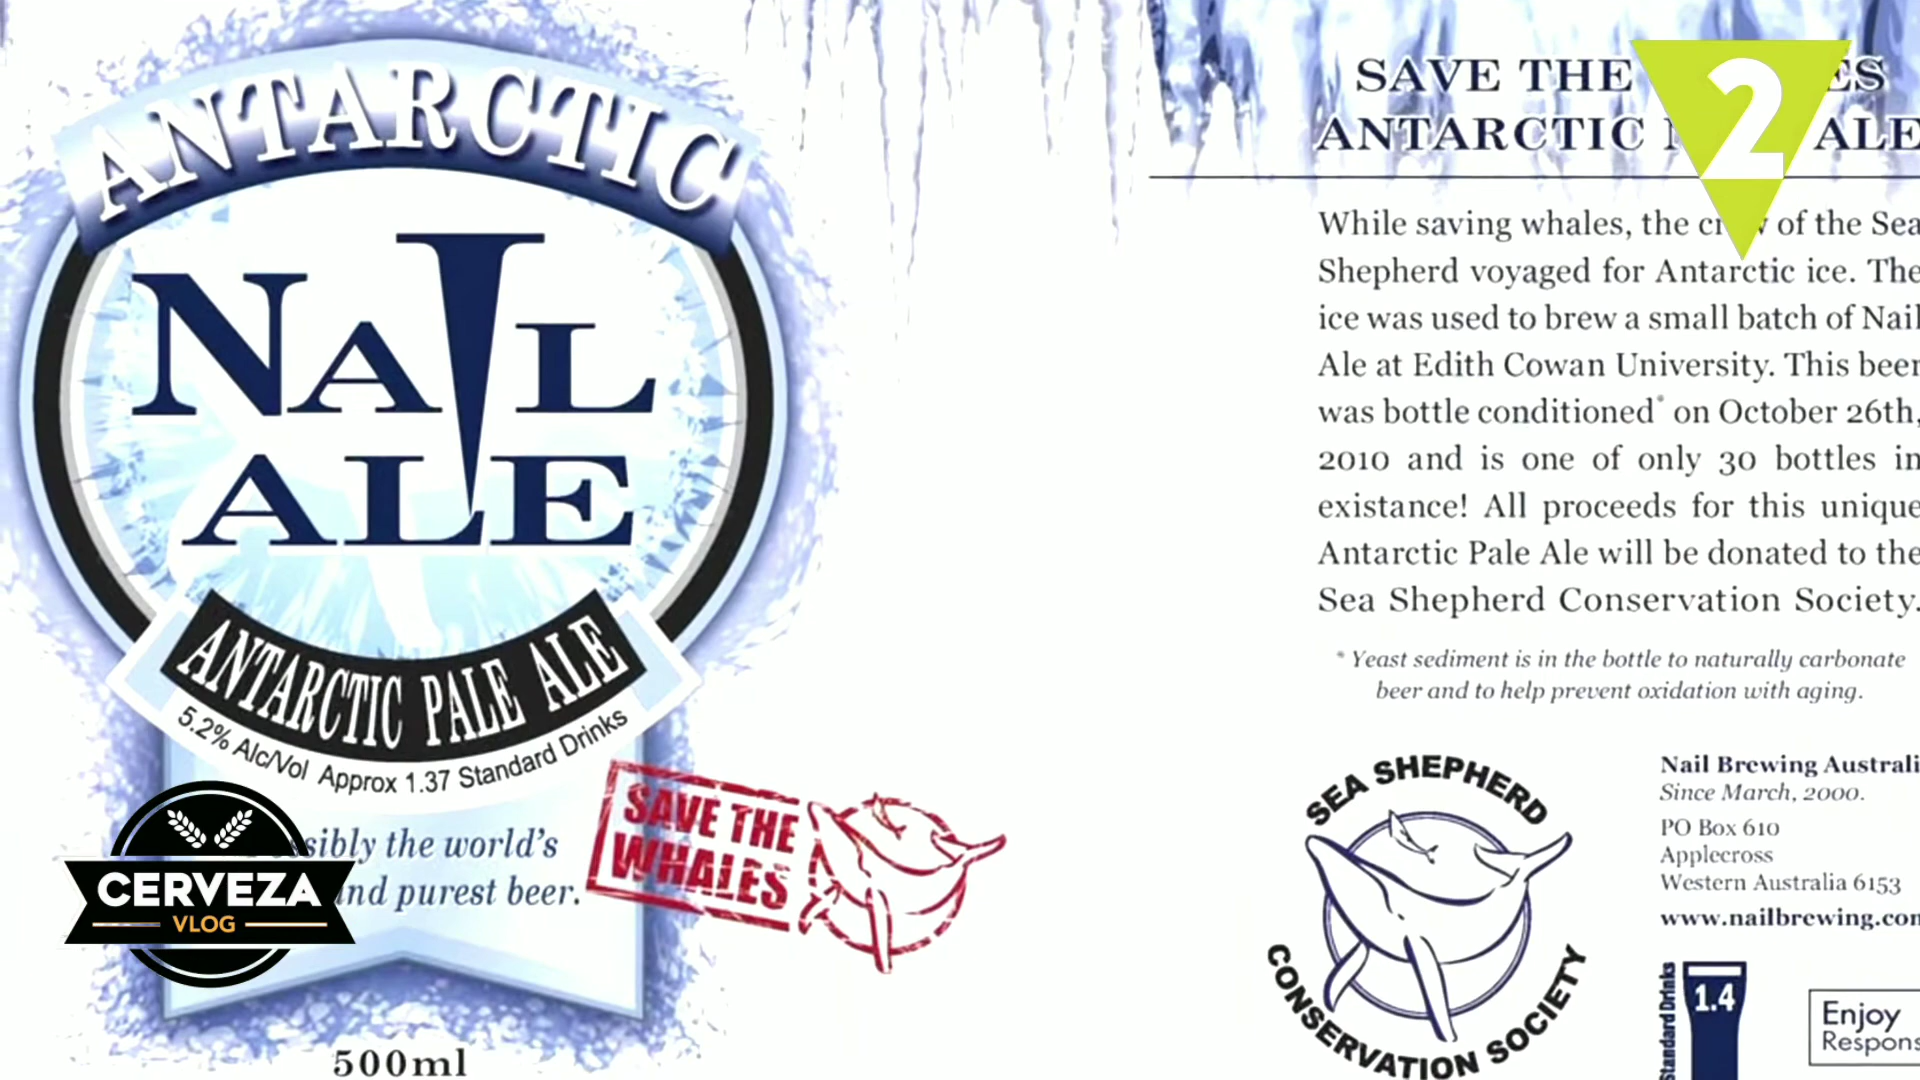 ANTARCTIC
NAIL
ALE
ANTARCTIC PALE ALE
5.2% Alc/Vol Approx 1.37 Standard Drinks
the world's
purest beer.
CERVEZA
VLOG
500ml
SAVE THE
WHALES
SAVE THE
ANTARCTIC ALE
2
While saving whales, the of the Sea
Shepherd voyaged for Antarctic ice. The
ice was used to brew a small batch of Nail
Ale at Edith Cowan University. This beer
was bottle conditioned* on October 26th,
2010 and is one of only 30 bottles in
existance! All proceeds for this unique
Antarctic Pale Ale will be donated to the
Sea Shepherd Conservation Society.
* Yeast sediment is in the bottle to naturally carbonate
beer and to help prevent oxidation with aging.
SEA SHEPHERD
CONSERVATION SOCIETY
Nail Brewing Australi
Since March, 2000.
PO Box 610
Applecross
Western Australia 6153
www.nailbrewing.com
Standard Drinks
1.4
Enjoy
Respons